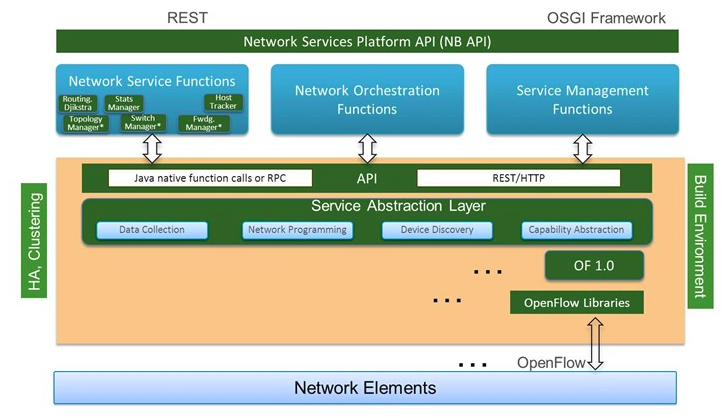 REST
OSGI Framework
Network Services Platform API (NB API)
Network Service Functions
Routing.
Djikstra
Stats
Manager
Host
Tracker
Topology
Manager*
Switch
Manager*
Fwdg.
Manager*
Network Orchestration
Functions
Service Management
Functions
Java native function calls or RPC
API
REST/HTTP
Service Abstraction Layer
Data Collection
Network Programming
Device Discovery
Capability Abstraction
HA, Clustering
Build Environment
...
OF 1.0
...
OpenFlow Libraries
...
OpenFlow
Network Elements